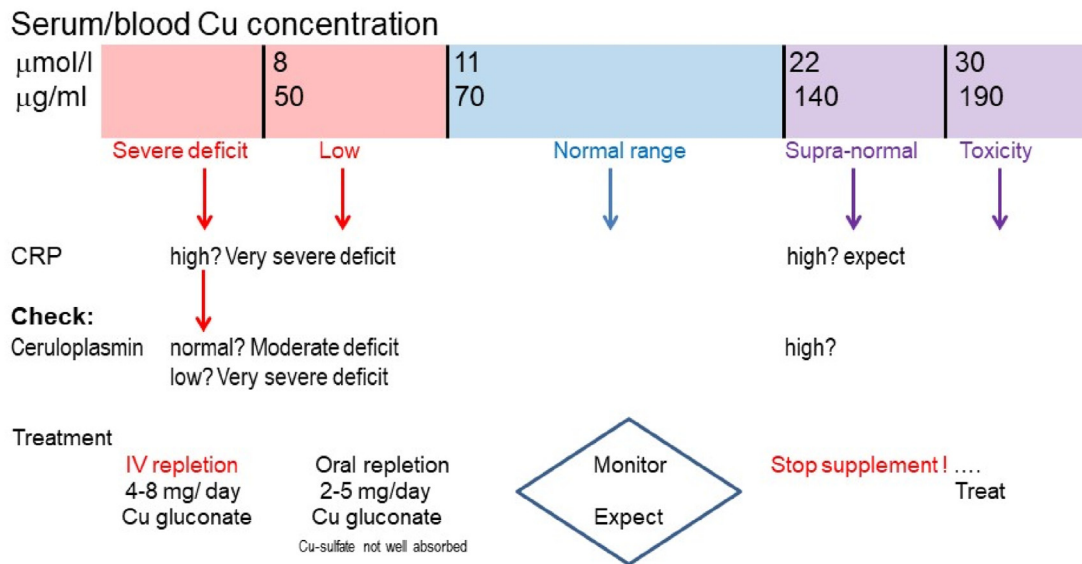 Serum/blood Cu concentration
μmol/l 8 11 22 30
μg/ml 50 70 140 190
Severe deficit Low Normal range Supra-normal Toxicity
CRP high? Very severe deficit high? expect
Check:
Ceruloplasmin normal? Moderate deficit high?
low? Very severe deficit
Treatment
IV repletion Oral repletion Monitor Stop supplement ! ....
4-8 mg/ day 2-5 mg/day Treat
Cu gluconate Cu gluconate Expect
Cu-sulfate not well absorbed